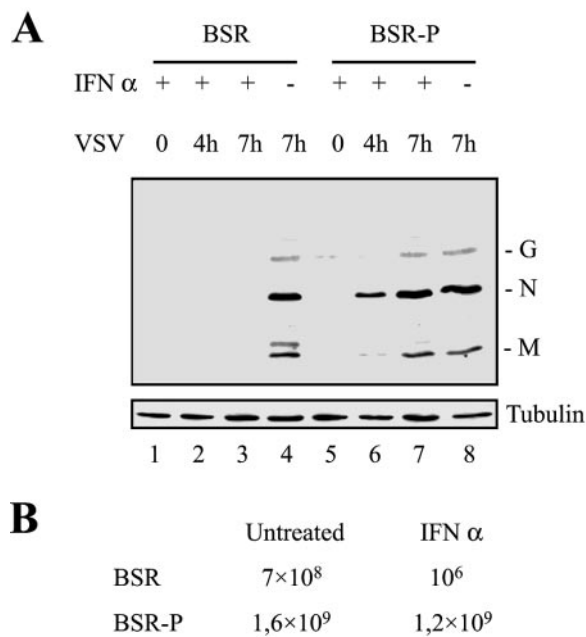 A
BSR BSR-P
IFN α + + + - + + + -
VSV 0 4h 7h 7h 0 4h 7h 7h
- G
- N
- M
Tubulin
1 2 3 4 5 6 7 8
B
Untreated IFN α
BSR 7×10⁸ 10⁶
BSR-P 1,6×10⁹ 1,2×10⁹